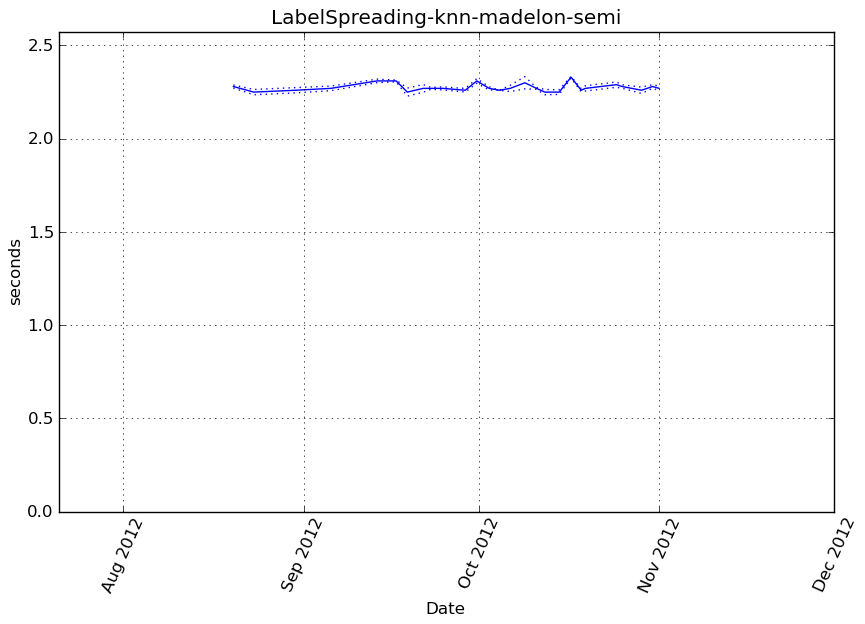 LabelSpreading-knn-madelon-semi
2.5
2.0
1.5
1.0
0.5
0.0
seconds
Aug 2012
Sep 2012
Oct 2012
Nov 2012
Dec 2012
Date